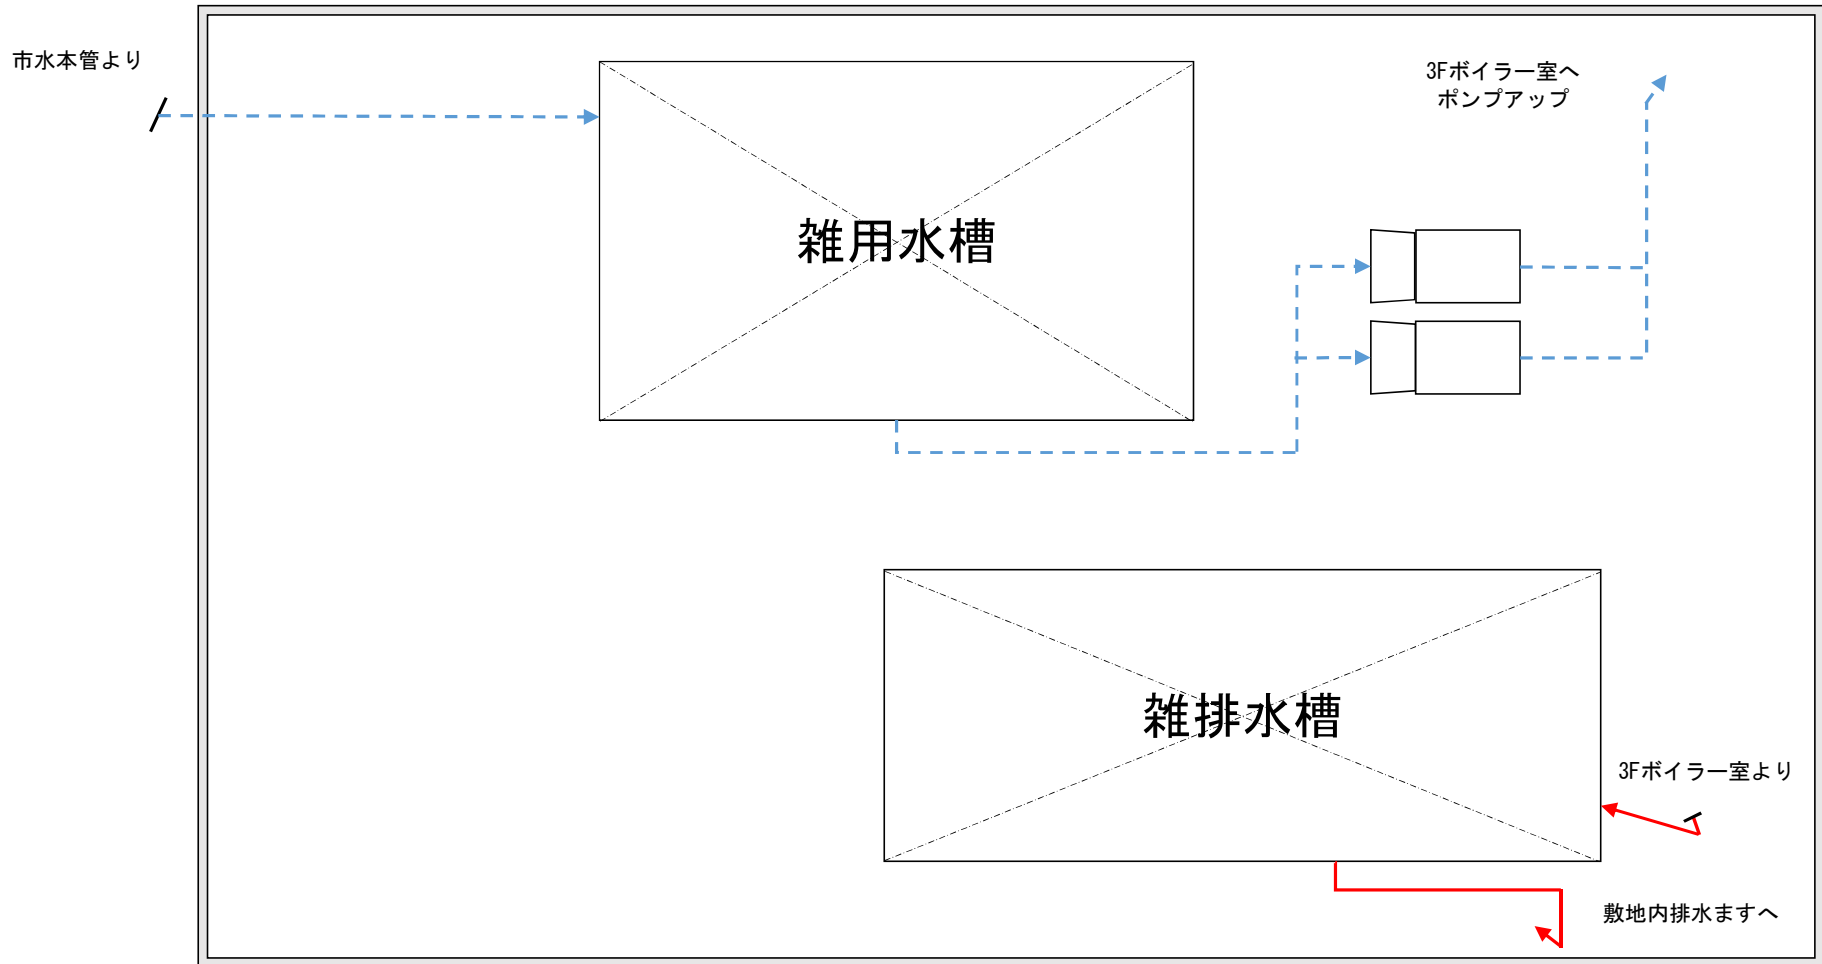 市水本管より
3Fボイラー室へ
ポンプアップ
雑用水槽
雑排水槽
3Fボイラー室より
敷地内排水ますへ